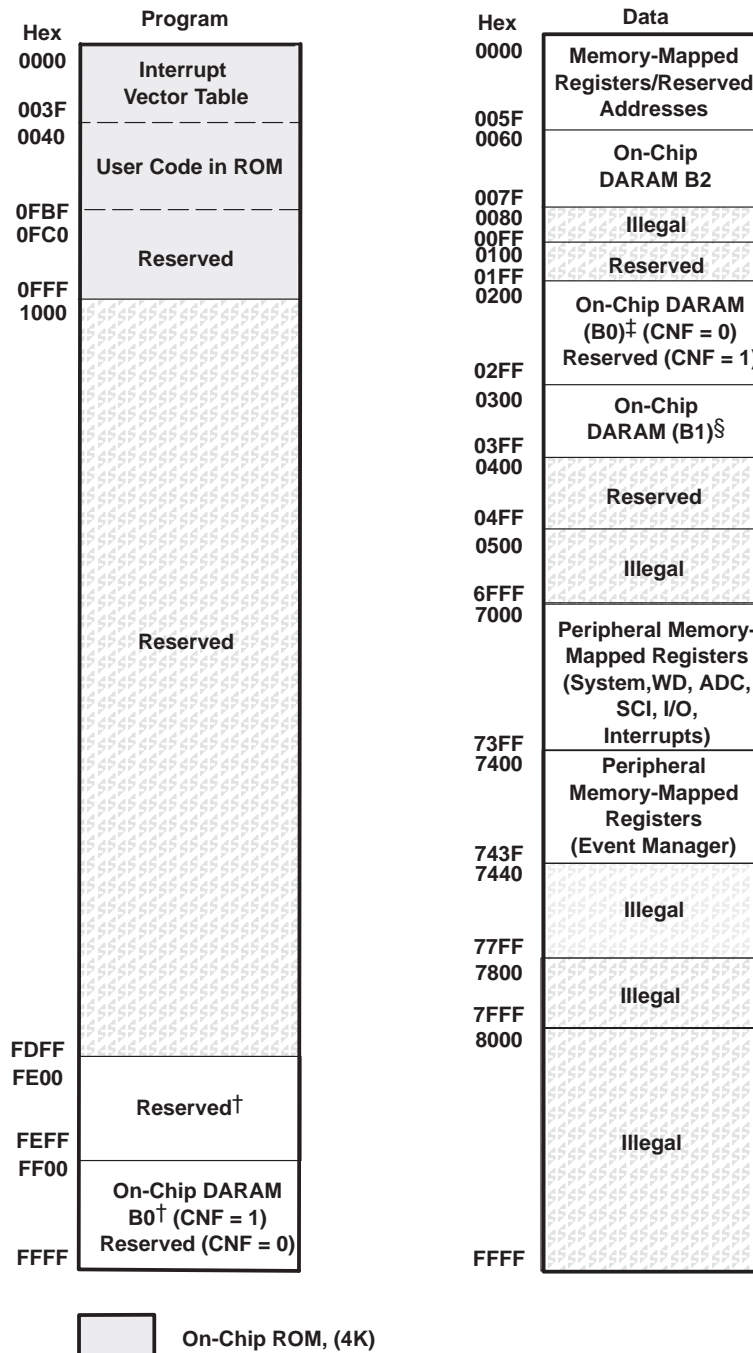 Program
Hex
0000
Interrupt
Vector Table
003F
0040
User Code in ROM
0FBF
0FC0
Reserved
0FFF
1000
Reserved
FDFF
FE00
Reserved†
FEFF
FF00
On-Chip DARAM
B0† (CNF = 1)
Reserved (CNF = 0)
FFFF
On-Chip ROM, (4K)
Data
Hex
0000
Memory-Mapped
Registers/Reserved
Addresses
005F
0060
On-Chip
DARAM B2
007F
0080
Illegal
00FF
0100
Reserved
01FF
0200
On-Chip DARAM
(B0)‡ (CNF = 0)
Reserved (CNF = 1)
02FF
0300
On-Chip
DARAM (B1)§
03FF
0400
Reserved
04FF
0500
Illegal
6FFF
7000
Peripheral Memory-
Mapped Registers
(System,WD, ADC,
SCI, I/O,
Interrupts)
73FF
7400
Peripheral
Memory-Mapped
Registers
(Event Manager)
743F
7440
Illegal
77FF
7800
Illegal
7FFF
8000
Illegal
FFFF